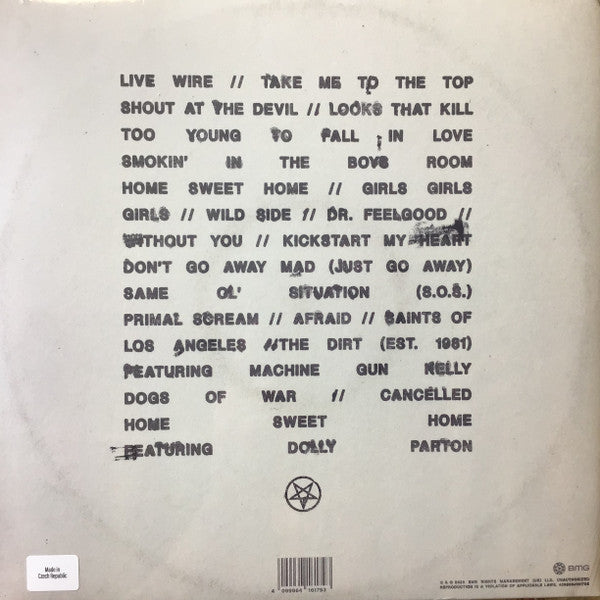 LIVE WIRE // TAKE ME TO THE TOP
SHOUT AT THE DEVIL // LOOKS THAT KILL
TOO YOUNG TO FALL IN LOVE
SMOKIN' IN THE BOYS ROOM
HOME SWEET HOME // GIRLS GIRLS
GIRLS // WILD SIDE // DR. FEELGOOD //
WITHOUT YOU // KICKSTART MY HEART
DON'T GO AWAY MAD (JUST GO AWAY)
SAME OL' SITUATION (S.O.S.)
PRIMAL SCREAM // AFRAID // SAINTS OF
LOS ANGELES //THE DIRT (EST. 1981)
FEATURING MACHINE GUN KELLY
DOGS OF WAR // CANCELLED
HOME SWEET HOME
FEATURING DOLLY PARTON
Made in
Czech Republic
BMG